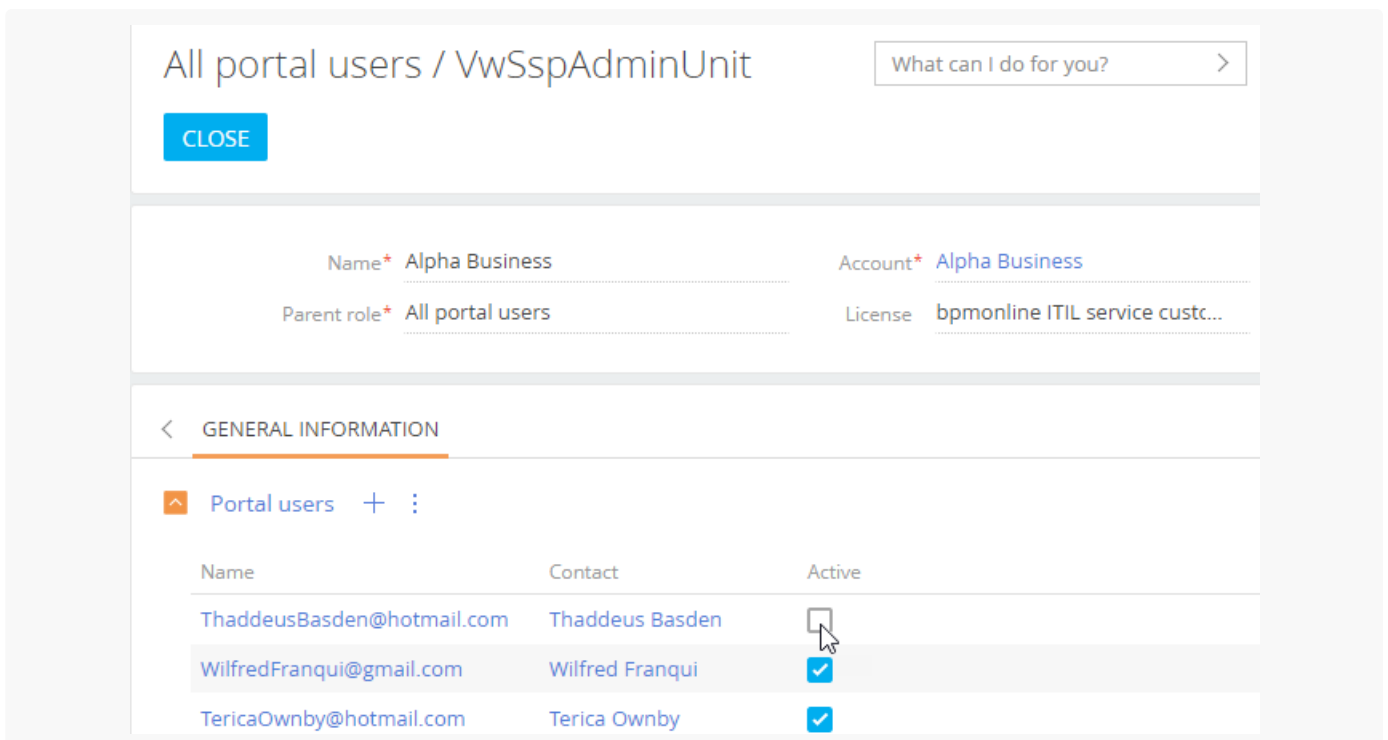 All portal users / VwSspAdminUnit
What can I do for you?
CLOSE
Name* Alpha Business
Account* Alpha Business
Parent role* All portal users
License bpmonline ITIL service custc...
GENERAL INFORMATION
Portal users
Name Contact Active
ThaddeusBasden@hotmail.com Thaddeus Basden
WilfredFranqui@gmail.com Wilfred Franqui
TericaOwnby@hotmail.com Terica Ownby